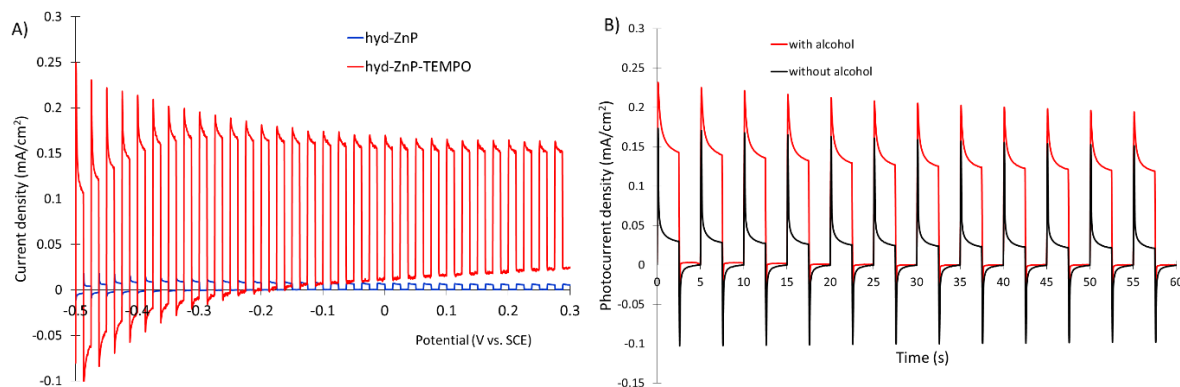 A)
hyd-ZnP
hyd-ZnP-TEMPO
Current density (mA/cm2)
0.3
0.25
0.2
0.15
0.1
0.05
0
-0.05
-0.1
-0.5 -0.4 -0.3 -0.2 -0.1 0 0.1 0.2 0.3
Potential (V vs. SCE)
B)
with alcohol
without alcohol
Photocurrent density (mA/cm2)
0.3
0.25
0.2
0.15
0.1
0.05
0
-0.05
-0.1
-0.15
0 5 10 15 20 25 30 35 40 45 50 55 60
Time (s)